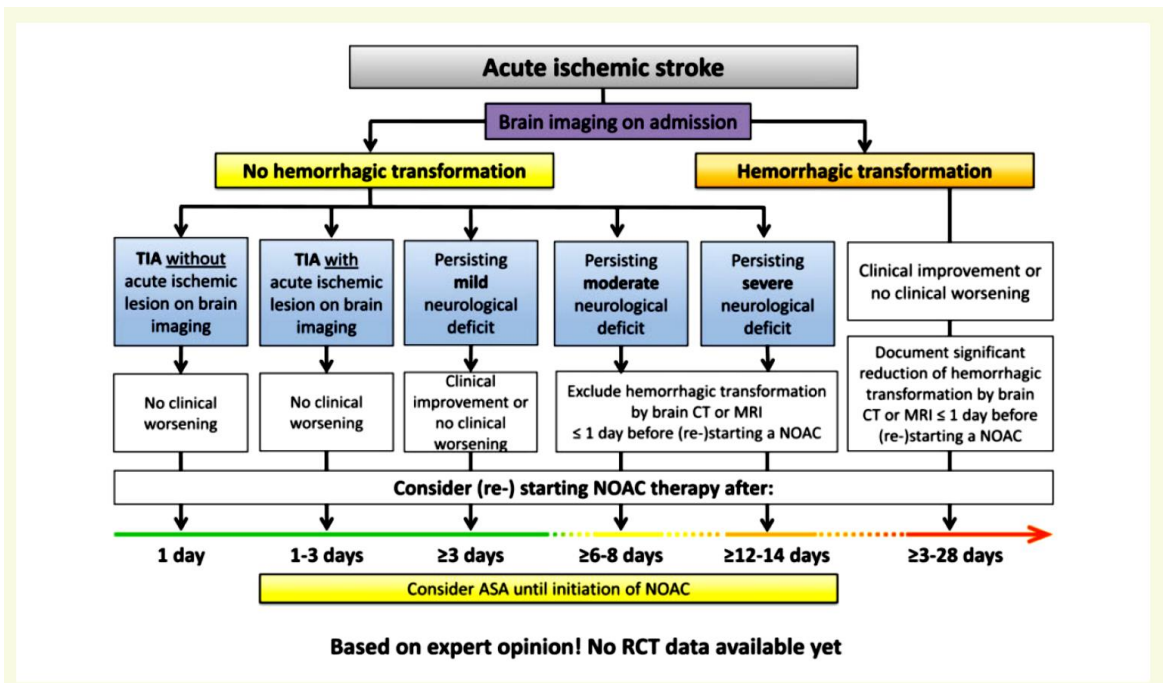 Acute ischemic stroke
Brain imaging on admission
No hemorrhagic transformation
Hemorrhagic transformation
TIA without
acute ischemic
lesion on brain
imaging
TIA with
acute ischemic
lesion on brain
imaging
Persisting
mild
neurological
deficit
Persisting
moderate
neurological
deficit
Persisting
severe
neurological
deficit
Clinical improvement or
no clinical worsening
No clinical
worsening
No clinical
worsening
Clinical
improvement or
no clinical
worsening
Exclude hemorrhagic transformation
by brain CT or MRI
≤ 1 day before (re-)starting a NOAC
Document significant
reduction of hemorrhagic
transformation by brain
CT or MRI ≤ 1 day before
(re-)starting a NOAC
Consider (re-) starting NOAC therapy after:
1 day
1-3 days
≥3 days
≥6-8 days
≥12-14 days
≥3-28 days
Consider ASA until initiation of NOAC
Based on expert opinion! No RCT data available yet